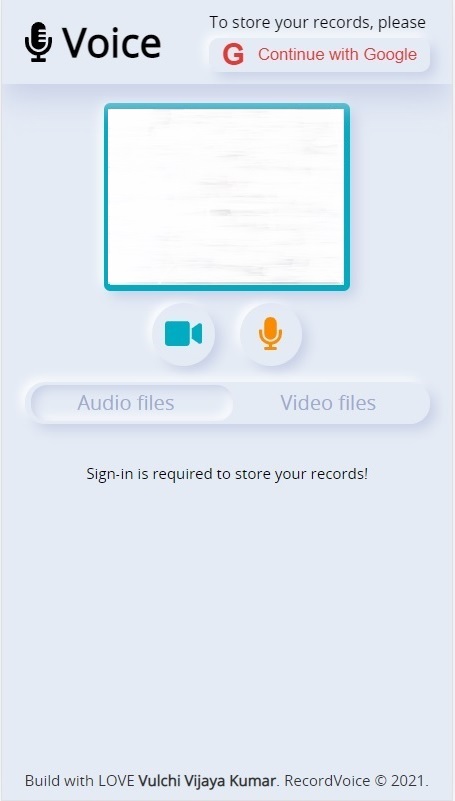 Voice
To store your records, please
G Continue with Google
Audio files Video files
Sign-in is required to store your records!
Build with LOVE Vulchi Vijaya Kumar. RecordVoice © 2021.